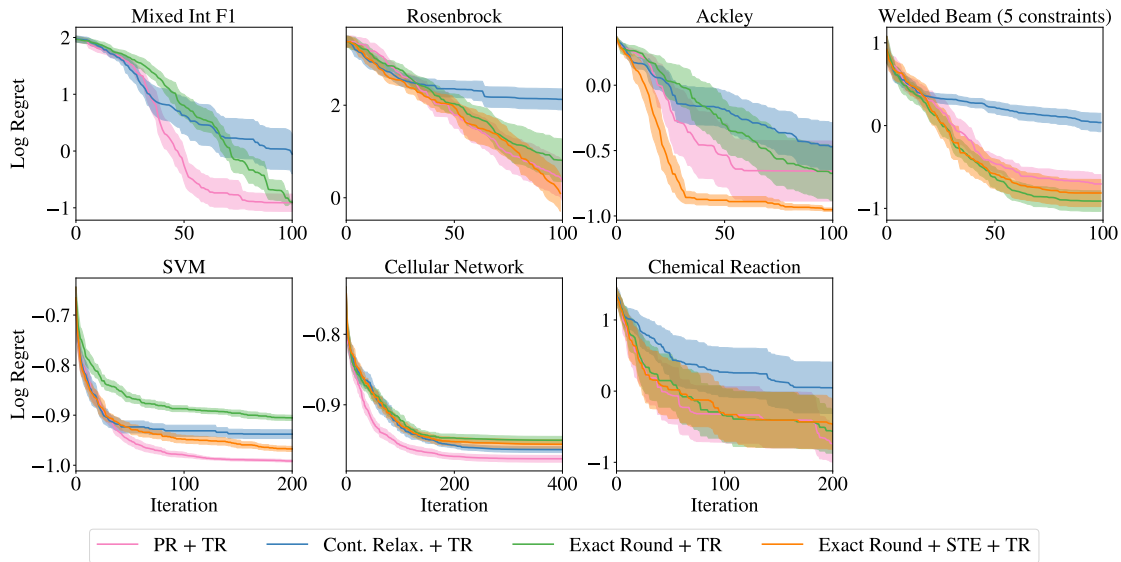 Mixed Int F1
Rosenbrock
Ackley
Welded Beam (5 constraints)
Log Regret
2
1
0
−1
0 50 100
2
0
0 50 100
0.0
−0.5
−1.0
0 50 100
1
0
−1
0 50 100
SVM
Cellular Network
Chemical Reaction
Log Regret
−0.7
−0.8
−0.9
−1.0
0 100 200
Iteration
−0.8
−0.9
0 200 400
Iteration
1
0
−1
0 100 200
Iteration
PR + TR
Cont. Relax. + TR
Exact Round + TR
Exact Round + STE + TR